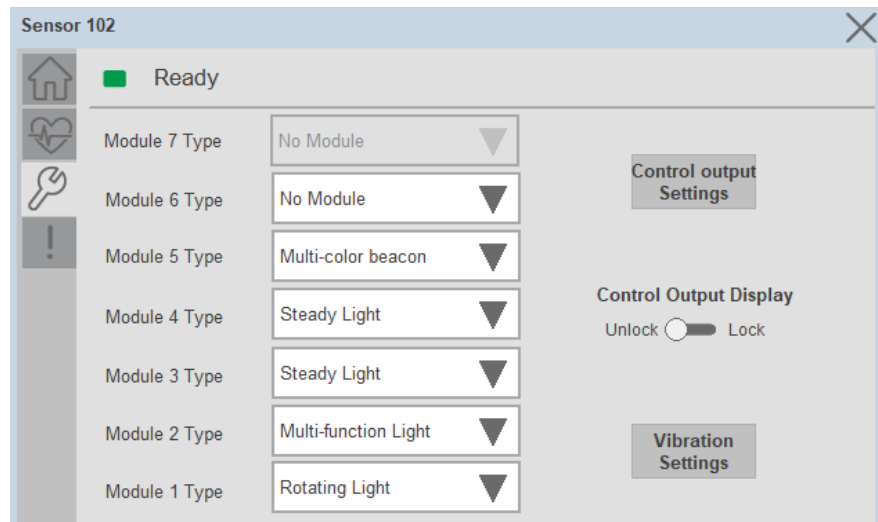 Sensor 102
Ready
Module 7 Type
No Module
Module 6 Type
No Module
Module 5 Type
Multi-color beacon
Module 4 Type
Steady Light
Module 3 Type
Steady Light
Module 2 Type
Multi-function Light
Module 1 Type
Rotating Light
Control output
Settings
Control Output Display
Unlock
Lock
Vibration
Settings